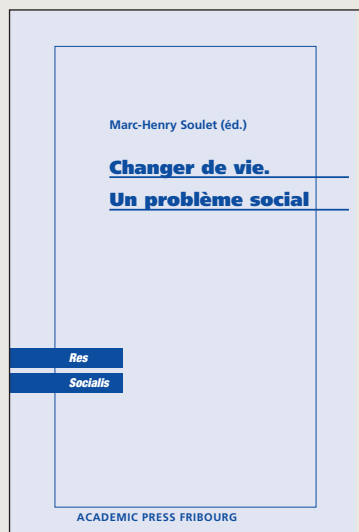 Marc-Henry Soulet (éd.)
Changer de vie.
Un problème social
Res
Socialis
ACADEMIC PRESS FRIBOURG